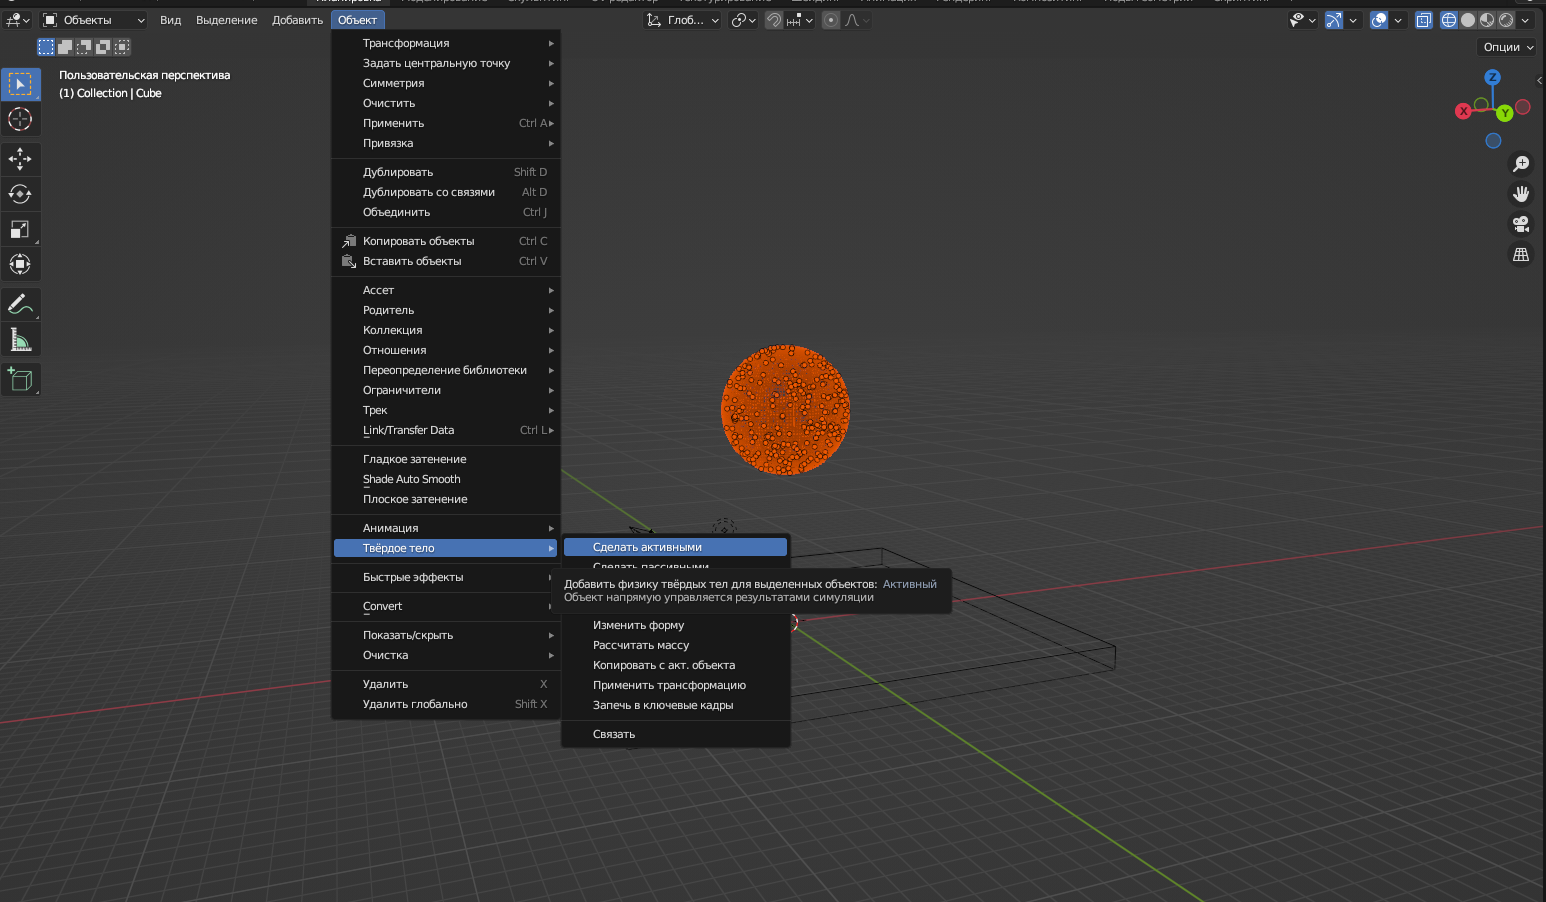 Объекты
Вид
Выделение
Добавить
Объект
Глоб...
Опции
Пользовательская перспектива
(1) Collection | Cube
Z
X
Y
Трансформация
Задать центральную точку
Симметрия
Очистить
Применить Ctrl A
Привязка
Дублировать Shift D
Дублировать со связями Alt D
Объединить Ctrl J
Копировать объекты Ctrl C
Вставить объекты Ctrl V
Ассет
Родитель
Коллекция
Отношения
Переопределение библиотеки
Ограничители
Трек
Link/Transfer Data Ctrl L
Гладкое затенение
Shade Auto Smooth
Плоское затенение
Анимация
Твёрдое тело
Быстрые эффекты
Convert
Показать/скрыть
Очистка
Удалить X
Удалить глобально Shift X
Сделать активными
Сделать пассивными
Добавить физику твёрдых тел для выделенных объектов: Активный
Объект напрямую управляется результатами симуляции
Изменить форму
Рассчитать массу
Копировать с акт. объекта
Применить трансформацию
Запечь в ключевые кадры
Связать